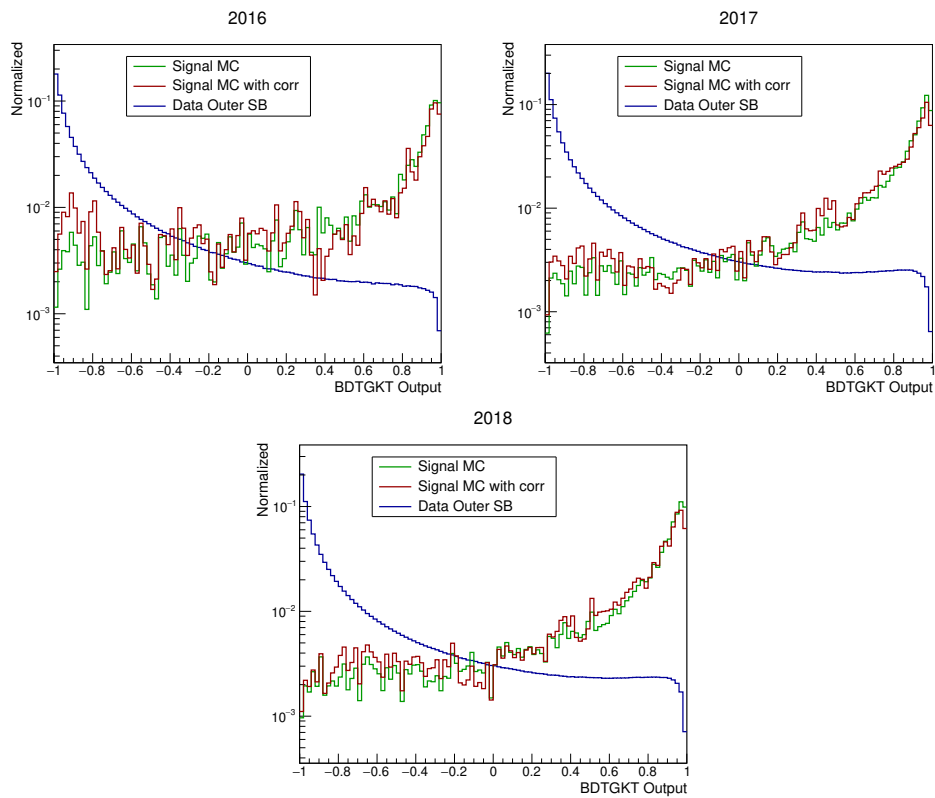 2016
Normalized
Signal MC
Signal MC with corr
Data Outer SB
10⁻¹
10⁻²
10⁻³
−1 −0.8 −0.6 −0.4 −0.2 0 0.2 0.4 0.6 0.8 1
BDTGKT Output
2017
Normalized
Signal MC
Signal MC with corr
Data Outer SB
10⁻¹
10⁻²
10⁻³
−1 −0.8 −0.6 −0.4 −0.2 0 0.2 0.4 0.6 0.8 1
BDTGKT Output
2018
Normalized
Signal MC
Signal MC with corr
Data Outer SB
10⁻¹
10⁻²
10⁻³
−1 −0.8 −0.6 −0.4 −0.2 0 0.2 0.4 0.6 0.8 1
BDTGKT Output